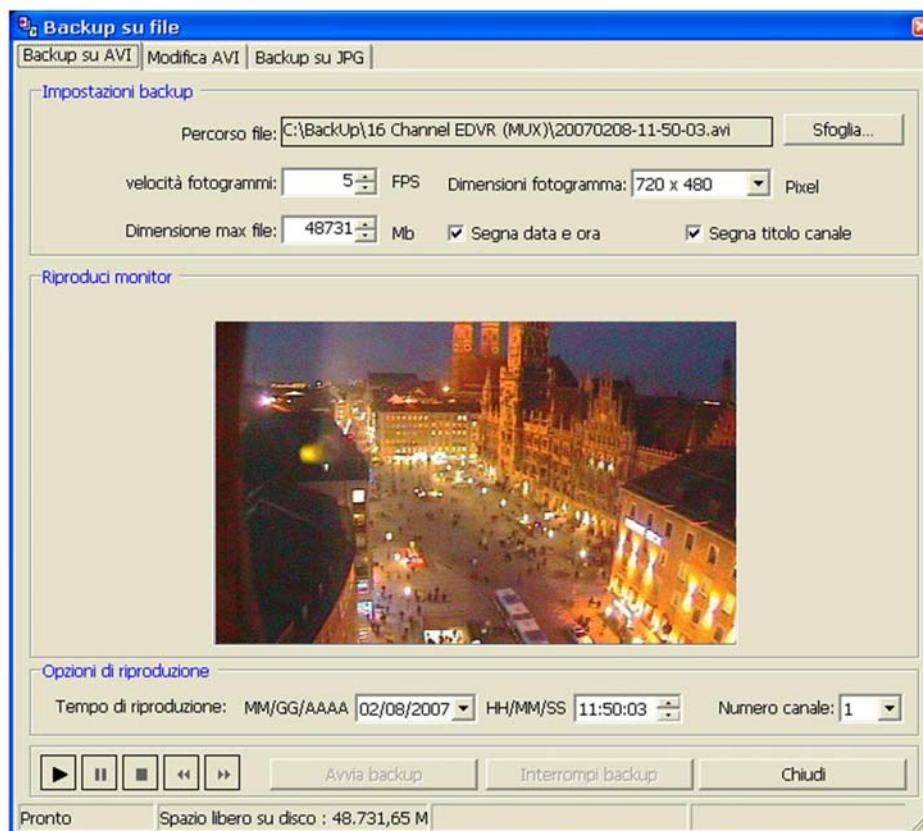 Backup su file
Backup su AVI Modifica AVI Backup su JPG
Impostazioni backup
Percorso file: C:\BackUp\16 Channel EDVR (MUX)\20070208-11-50-03.avi Sfoglia...
velocità fotogrammi: 5 FPS Dimensioni fotogramma: 720 x 480 Pixel
Dimensione max file: 48731 Mb Segna data e ora Segna titolo canale
Riproduci monitor
Opzioni di riproduzione
Tempo di riproduzione: MM/GG/AAAA 02/08/2007 HH/MM/SS 11:50:03 Numero canale: 1
Avvia backup Interrompi backup Chiudi
Pronto Spazio libero su disco : 48.731,65 M